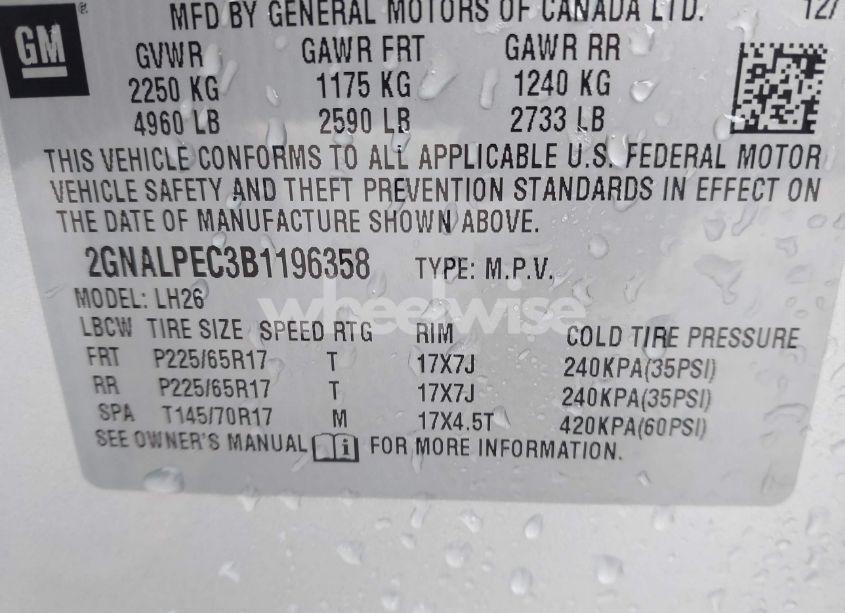 GM ®
MFD BY GENERAL MOTORS OF CANADA LTD. 12/
GVWR GAWR FRT GAWR RR
2250 KG 1175 KG 1240 KG
4960 LB 2590 LB 2733 LB
THIS VEHICLE CONFORMS TO ALL APPLICABLE U.S. FEDERAL MOTOR
VEHICLE SAFETY AND THEFT PREVENTION STANDARDS IN EFFECT ON
THE DATE OF MANUFACTURE SHOWN ABOVE.
2GNALPEC3B1196358 TYPE: M.P.V.
MODEL: LH26
wheelwise
LBCW TIRE SIZE SPEED RTG RIM COLD TIRE PRESSURE
FRT P225/65R17 T 17X7J 240KPA(35PSI)
RR P225/65R17 T 17X7J 240KPA(35PSI)
SPA T145/70R17 M 17X4.5T 420KPA(60PSI)
SEE OWNER'S MANUAL i FOR MORE INFORMATION.